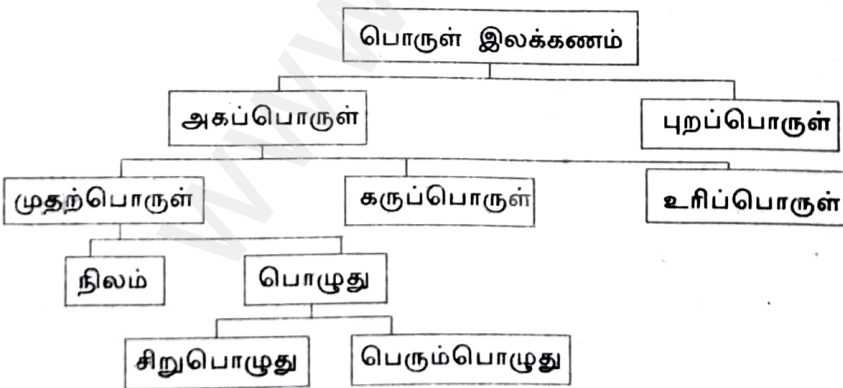 பொருள் இலக்கணம்
அகப்பொருள் புறப்பொருள்
முதற்பொருள் கருப்பொருள் உரிப்பொருள்
நிலம் பொழுது
சிறுபொழுது பெரும்பொழுது